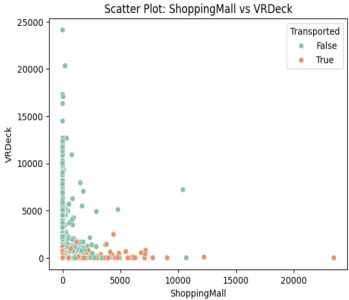 Scatter Plot: ShoppingMall vs VRDeck
Transported
False
True
25000
20000
15000
10000
5000
0
VRDeck
0
5000
10000
15000
20000
ShoppingMall